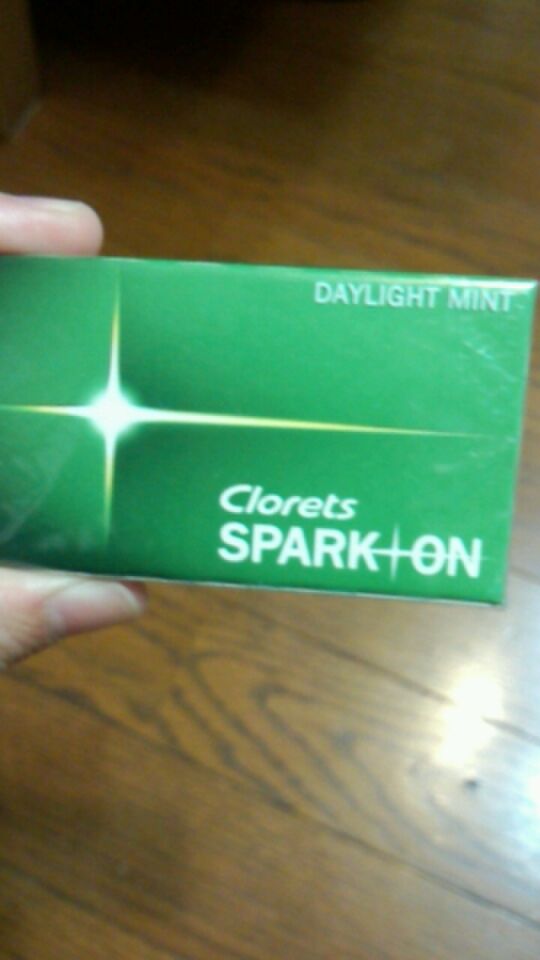 DAYLIGHT MINT
Clorets
SPARK+ON